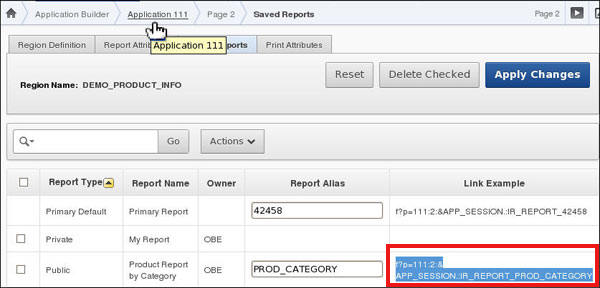 Application Builder Application 111 Page 2 Saved Reports Page 2
Region Definition Report Attri ports Print Attributes
Application 111
Region Name: DEMO_PRODUCT_INFO Reset Delete Checked Apply Changes
Go Actions
Report Type Report Name Owner Report Alias Link Example
Primary Default Primary Report 42458 f?p=111:2:&APP_SESSION.:IR_REPORT_42458
Private My Report OBE
Public Product Report by Category OBE PROD_CATEGORY f?p=111:2:&
APP_SESSION.:IR_REPORT_PROD_CATEGORY